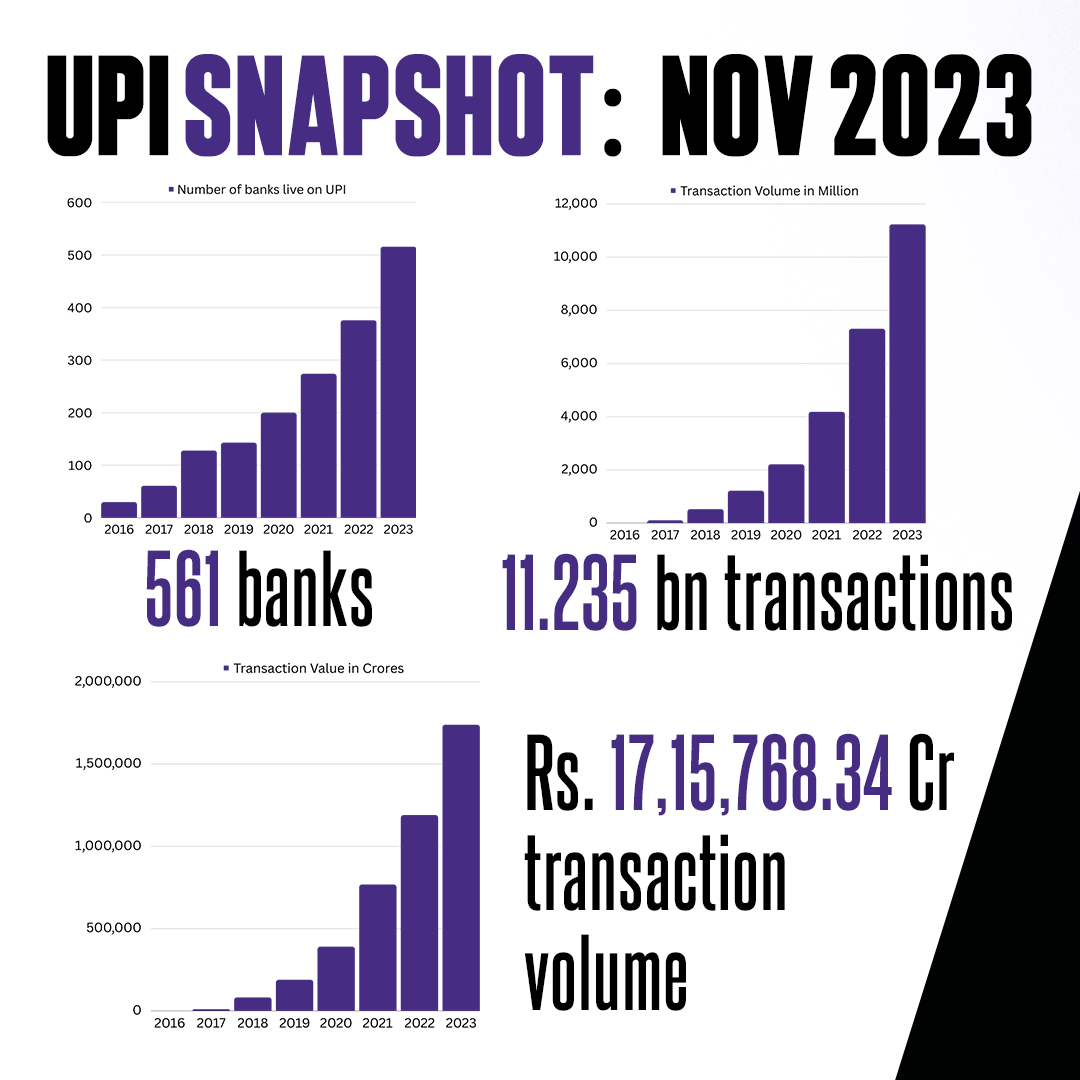 UPI SNAPSHOT: NOV 2023
Number of banks live on UPI
600
500
400
300
200
100
0
2016 2017 2018 2019 2020 2021 2022 2023
561 banks
Transaction Volume in Million
12,000
10,000
8,000
6,000
4,000
2,000
0
2016 2017 2018 2019 2020 2021 2022 2023
11.235 bn transactions
Transaction Value in Crores
2,000,000
1,500,000
1,000,000
500,000
0
2016 2017 2018 2019 2020 2021 2022 2023
Rs. 17,15,768.34 Cr
transaction
volume